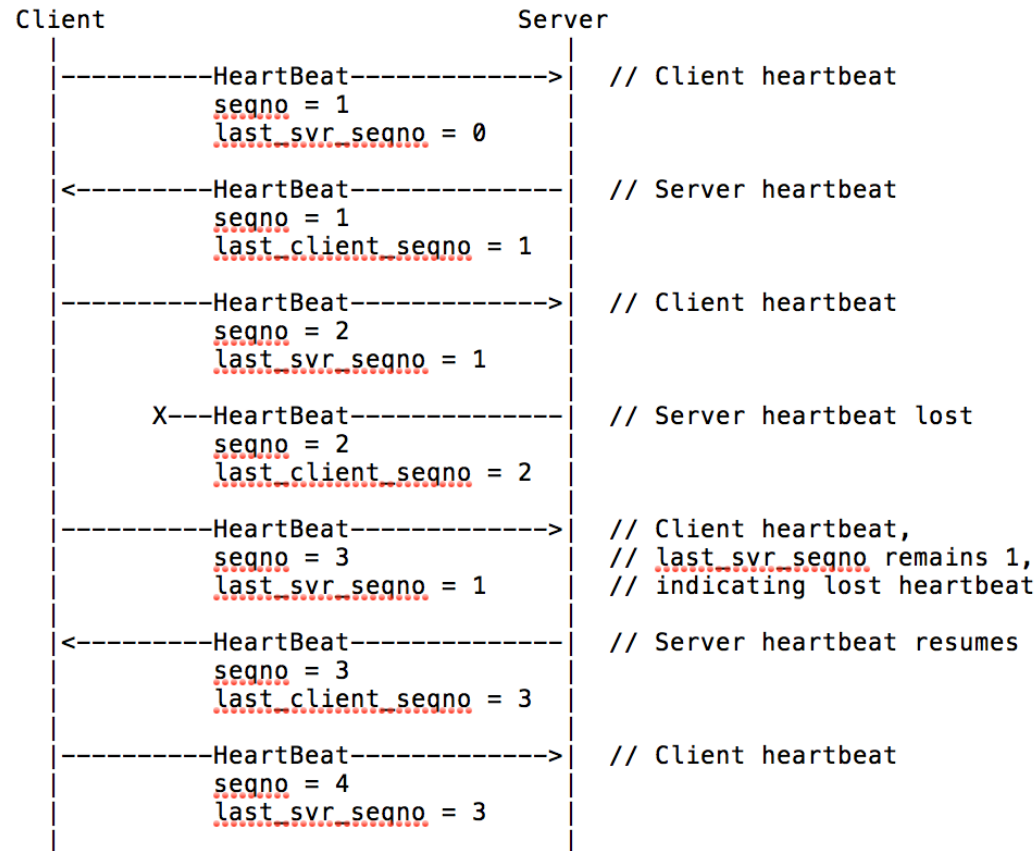 Client                          Server
   |                                  |
   |----------HeartBeat------------->|  // Client heartbeat
   |          seqno = 1               |
   |          last_svr_seqno = 0      |
   |                                  |
   |<---------HeartBeat--------------|  // Server heartbeat
   |          seqno = 1               |
   |          last_client_seqno = 1   |
   |                                  |
   |----------HeartBeat------------->|  // Client heartbeat
   |          seqno = 2               |
   |          last_svr_seqno = 1      |
   |                                  |
   |      X---HeartBeat--------------|  // Server heartbeat lost
   |          seqno = 2               |
   |          last_client_seqno = 2   |
   |                                  |
   |----------HeartBeat------------->|  // Client heartbeat,
   |          seqno = 3               |  // last_svr_seqno remains 1,
   |          last_svr_seqno = 1      |  // indicating lost heartbeat
   |                                  |
   |<---------HeartBeat--------------|  // Server heartbeat resumes
   |          seqno = 3               |
   |          last_client_seqno = 3   |
   |                                  |
   |----------HeartBeat------------->|  // Client heartbeat
   |          seqno = 4               |
   |          last_svr_seqno = 3      |
   |                                  |